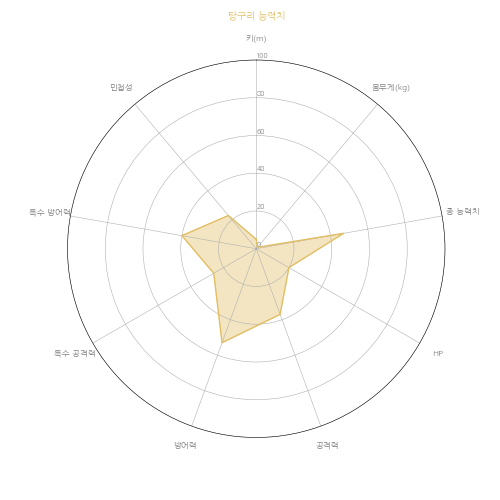 탕구리 능력치
키(m)
100
민첩성
몸무게(kg)
80
60
40
특수 방어력
20
총 능력치
0
특수 공격력
HP
방어력
공격력